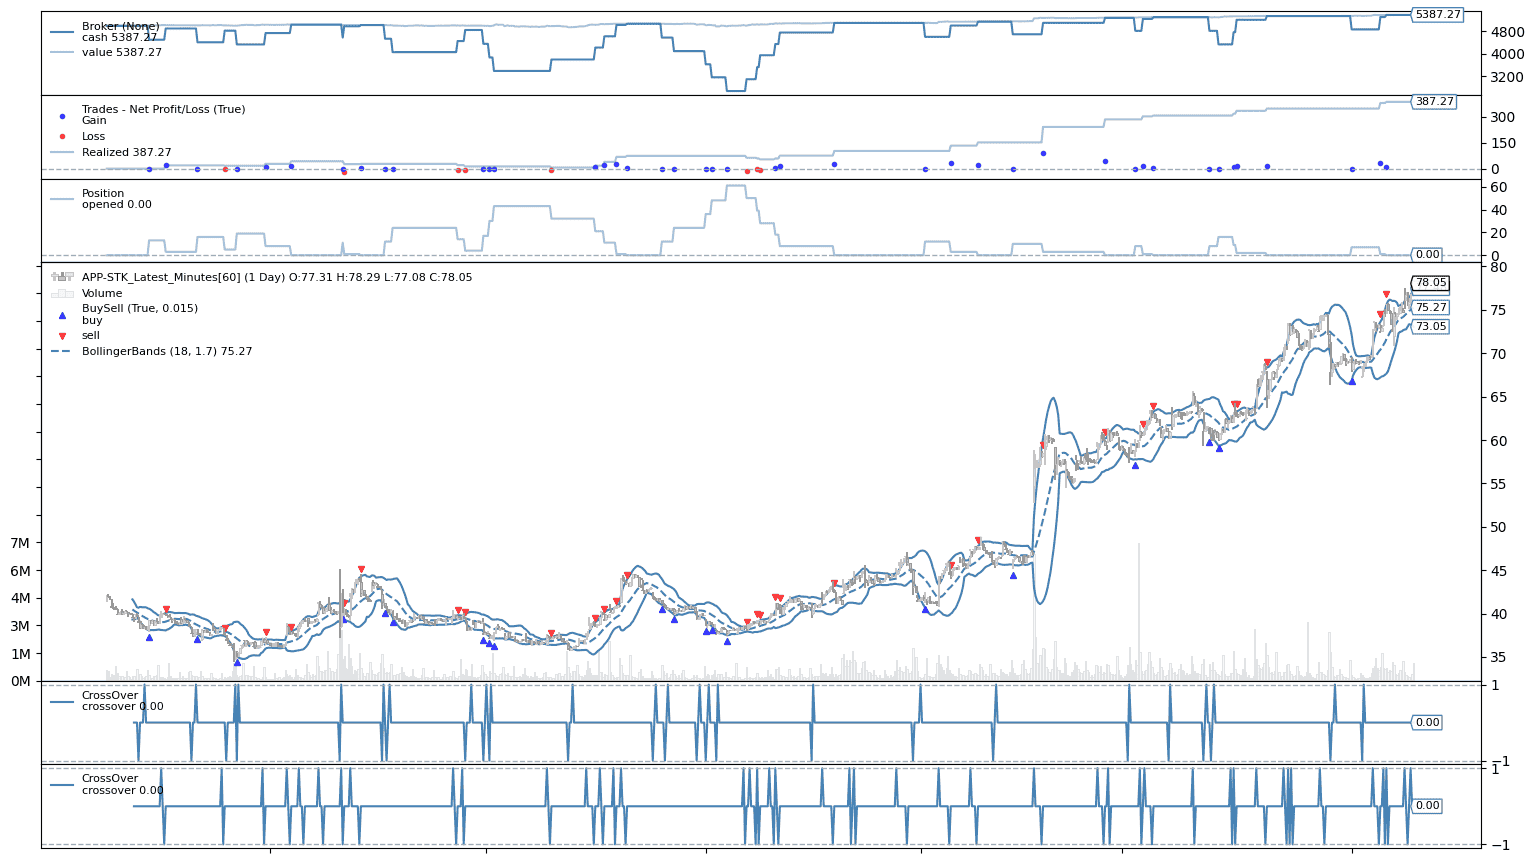 Broker (None)
cash 5387.27
value 5387.27
5387.27
4800
4000
3200
Trades - Net Profit/Loss (True)
Gain
Loss
Realized 387.27
387.27
300
150
0
Position
opened 0.00
60
40
20
0
0.00
APP-STK_Latest_Minutes[60] (1 Day) O:77.31 H:78.29 L:77.08 C:78.05
Volume
BuySell (True, 0.015)
buy
sell
BollingerBands (18, 1.7) 75.27
80
78.05
75.27
75
73.05
70
65
60
55
50
45
40
35
7M
6M
4M
3M
1M
0M
CrossOver
crossover 0.00
1
0.00
−1
CrossOver
crossover 0.00
1
0.00
−1